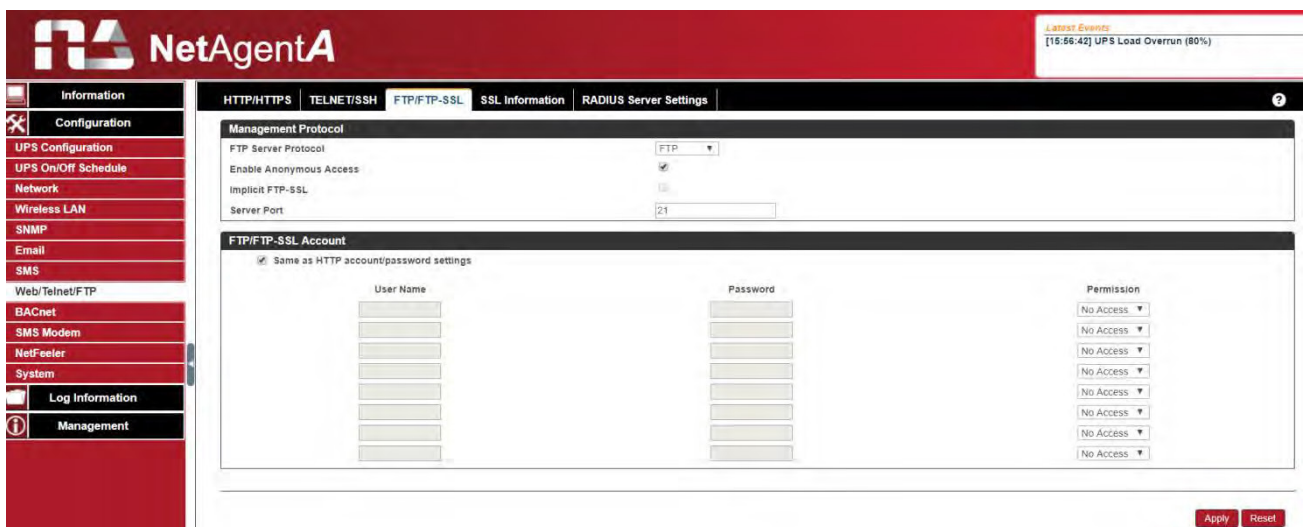 NetAgentA
Latest Events
[15:56:42] UPS Load Overrun (80%)
Information
Configuration
UPS Configuration
UPS On/Off Schedule
Network
Wireless LAN
SNMP
Email
SMS
Web/Telnet/FTP
BACnet
SMS Modem
NetFeeler
System
Log Information
Management
HTTP/HTTPS TELNET/SSH FTP/FTP-SSL SSL Information RADIUS Server Settings ?
Management Protocol
FTP Server Protocol FTP
Enable Anonymous Access
Implicit FTP-SSL
Server Port 21
FTP/FTP-SSL Account
Same as HTTP account/password settings
User Name Password Permission
No Access
No Access
No Access
No Access
No Access
No Access
No Access
No Access
Apply Reset